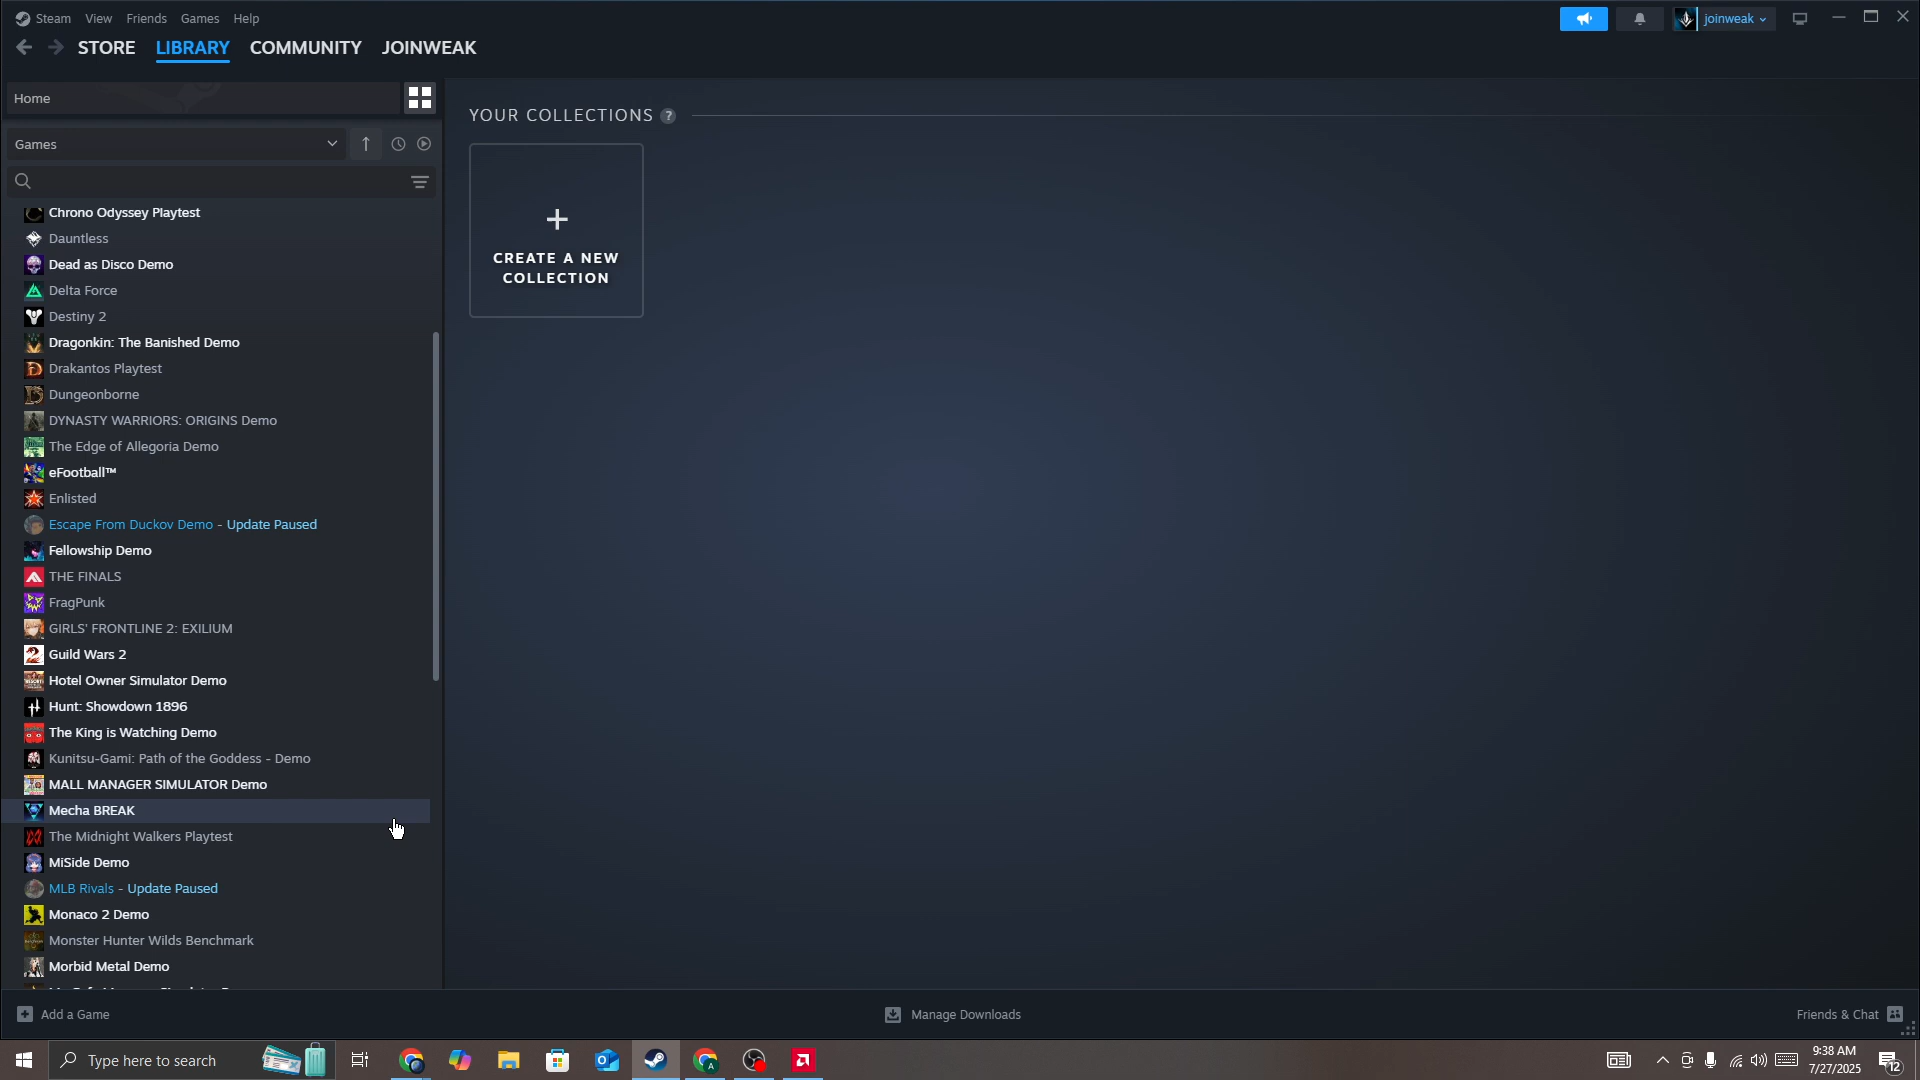 Steam View Friends Games Help
joinweak
STORE LIBRARY COMMUNITY JOINWEAK
Home
YOUR COLLECTIONS ?
Games
+
CREATE A NEW
COLLECTION
Chrono Odyssey Playtest
Dauntless
Dead as Disco Demo
Delta Force
Destiny 2
Dragonkin: The Banished Demo
Drakantos Playtest
Dungeonborne
DYNASTY WARRIORS: ORIGINS Demo
The Edge of Allegoria Demo
eFootball™
Enlisted
Escape From Duckov Demo - Update Paused
Fellowship Demo
THE FINALS
FragPunk
GIRLS' FRONTLINE 2: EXILIUM
Guild Wars 2
Hotel Owner Simulator Demo
Hunt: Showdown 1896
The King is Watching Demo
Kunitsu-Gami: Path of the Goddess - Demo
MALL MANAGER SIMULATOR Demo
Mecha BREAK
The Midnight Walkers Playtest
MiSide Demo
MLB Rivals - Update Paused
Monaco 2 Demo
Monster Hunter Wilds Benchmark
Morbid Metal Demo
Add a Game
Manage Downloads
Friends & Chat
Type here to search
9:38 AM
7/27/2025
12